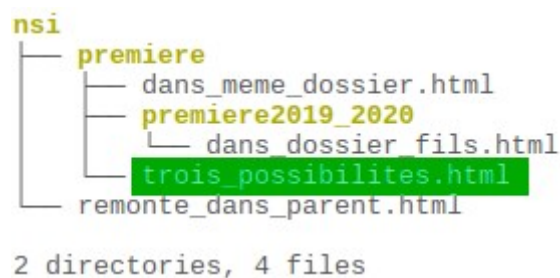 nsi
premiere
dans_meme_dossier.html
premiere2019_2020
dans_dossier_fils.html
trois_possibilites.html
remonte_dans_parent.html
2 directories, 4 files